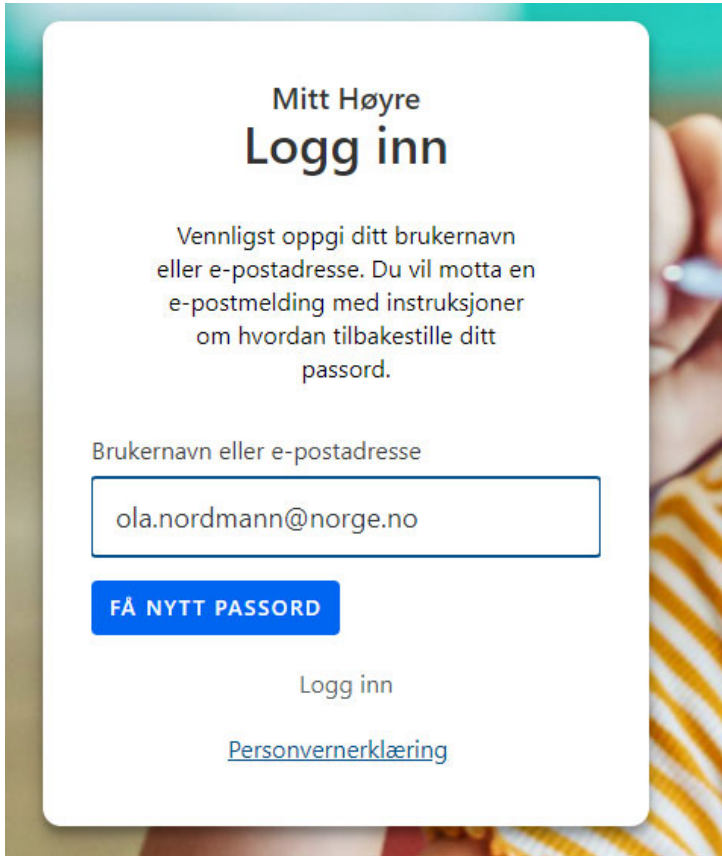 Mitt Høyre
Logg inn
Vennligst oppgi ditt brukernavn
eller e-postadresse. Du vil motta en
e-postmelding med instruksjoner
om hvordan tilbakestille ditt
passord.
Brukernavn eller e-postadresse
ola.nordmann@norge.no
FÅ NYTT PASSORD
Logg inn
Personvernerklæring